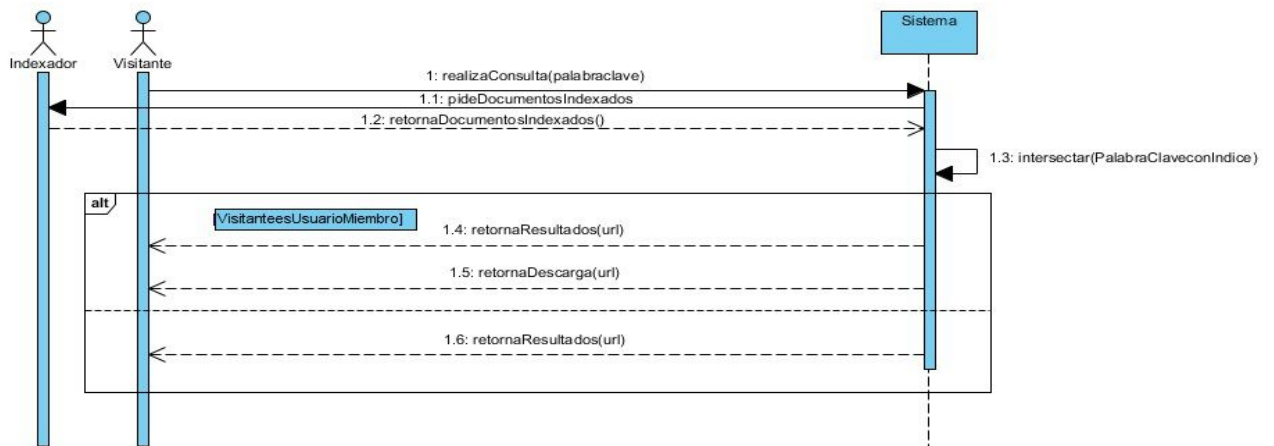 Sistema
Indexador
Visitante
1: realizaConsulta(palabraclave)
1.1: pideDocumentosIndexados
1.2: retornaDocumentosIndexados()
1.3: intersectar(PalabraClaveconIndice)
alt
[VisitanteesUsuarioMiembro]
1.4: retornaResultados(url)
1.5: retornaDescarga(url)
1.6: retornaResultados(url)